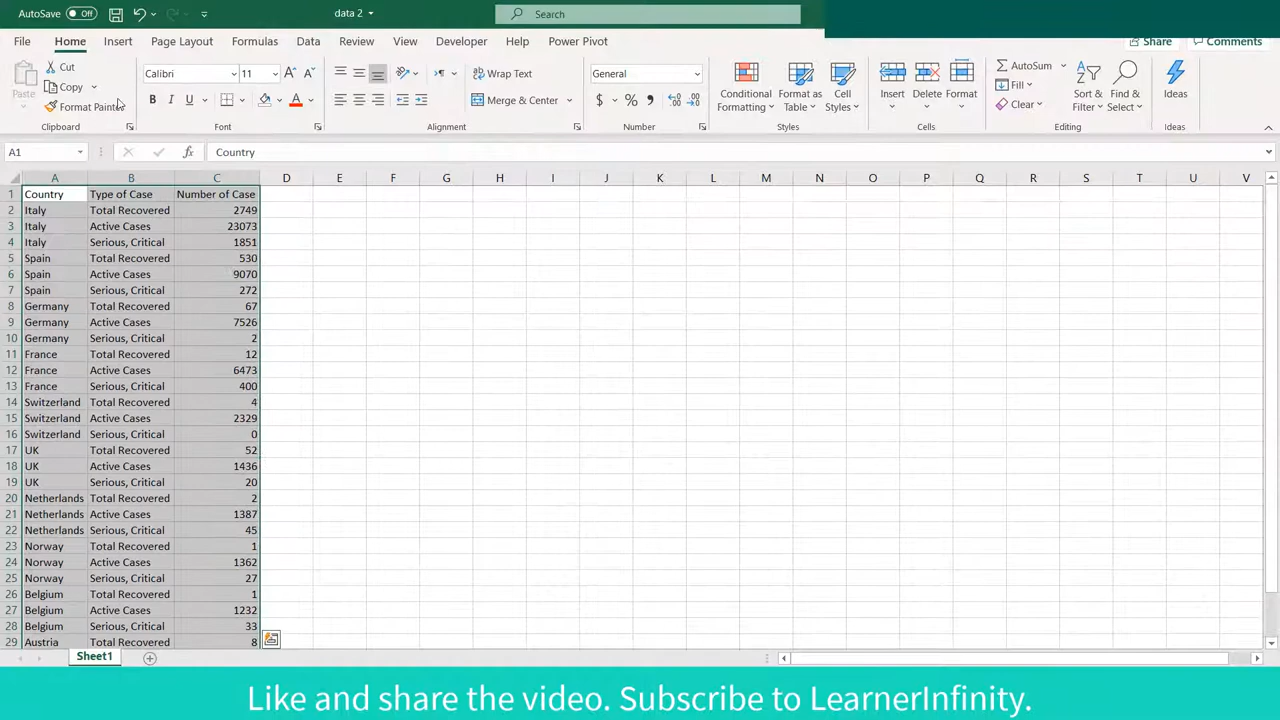 AutoSave Off data 2 Search
File Home Insert Page Layout Formulas Data Review View Developer Help Power Pivot Share Comments
Paste Cut Copy Format Painter Clipboard
Calibri 11 A A B I U A Font
Wrap Text Merge & Center Alignment
General $ % , Number
Conditional Formatting Format as Table Cell Styles Styles
Insert Delete Format Cells
AutoSum Fill Clear Sort & Filter Find & Select Editing
Ideas Ideas
A1 fx Country
A B C D E F G H I J K L M N O P Q R S T U V
1 Country Type of Case Number of Case
2 Italy Total Recovered 2749
3 Italy Active Cases 23073
4 Italy Serious, Critical 1851
5 Spain Total Recovered 530
6 Spain Active Cases 9070
7 Spain Serious, Critical 272
8 Germany Total Recovered 67
9 Germany Active Cases 7526
10 Germany Serious, Critical 2
11 France Total Recovered 12
12 France Active Cases 6473
13 France Serious, Critical 400
14 Switzerland Total Recovered 4
15 Switzerland Active Cases 2329
16 Switzerland Serious, Critical 0
17 UK Total Recovered 52
18 UK Active Cases 1436
19 UK Serious, Critical 20
20 Netherlands Total Recovered 2
21 Netherlands Active Cases 1387
22 Netherlands Serious, Critical 45
23 Norway Total Recovered 1
24 Norway Active Cases 1362
25 Norway Serious, Critical 27
26 Belgium Total Recovered 1
27 Belgium Active Cases 1232
28 Belgium Serious, Critical 33
29 Austria Total Recovered 8
Sheet1
Like and share the video. Subscribe to LearnerInfinity.